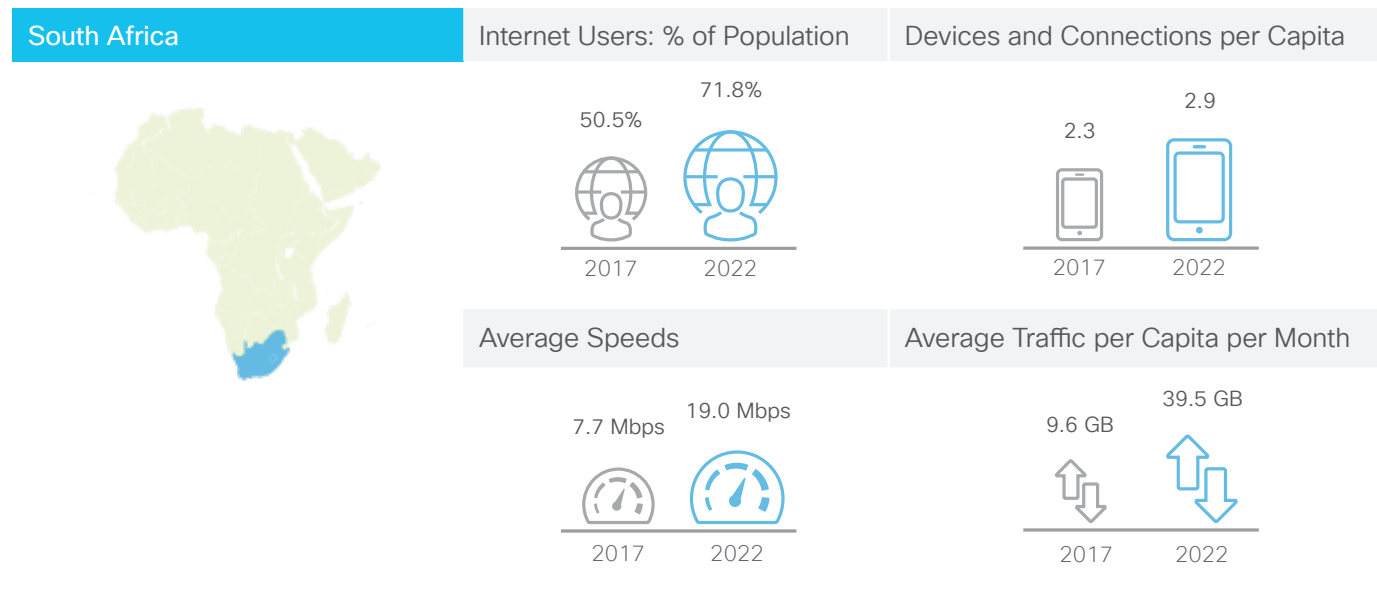 South Africa
Internet Users: % of Population
Devices and Connections per Capita
50.5%
71.8%
2017
2022
2.3
2.9
2017
2022
Average Speeds
Average Traffic per Capita per Month
7.7 Mbps
19.0 Mbps
2017
2022
9.6 GB
39.5 GB
2017
2022